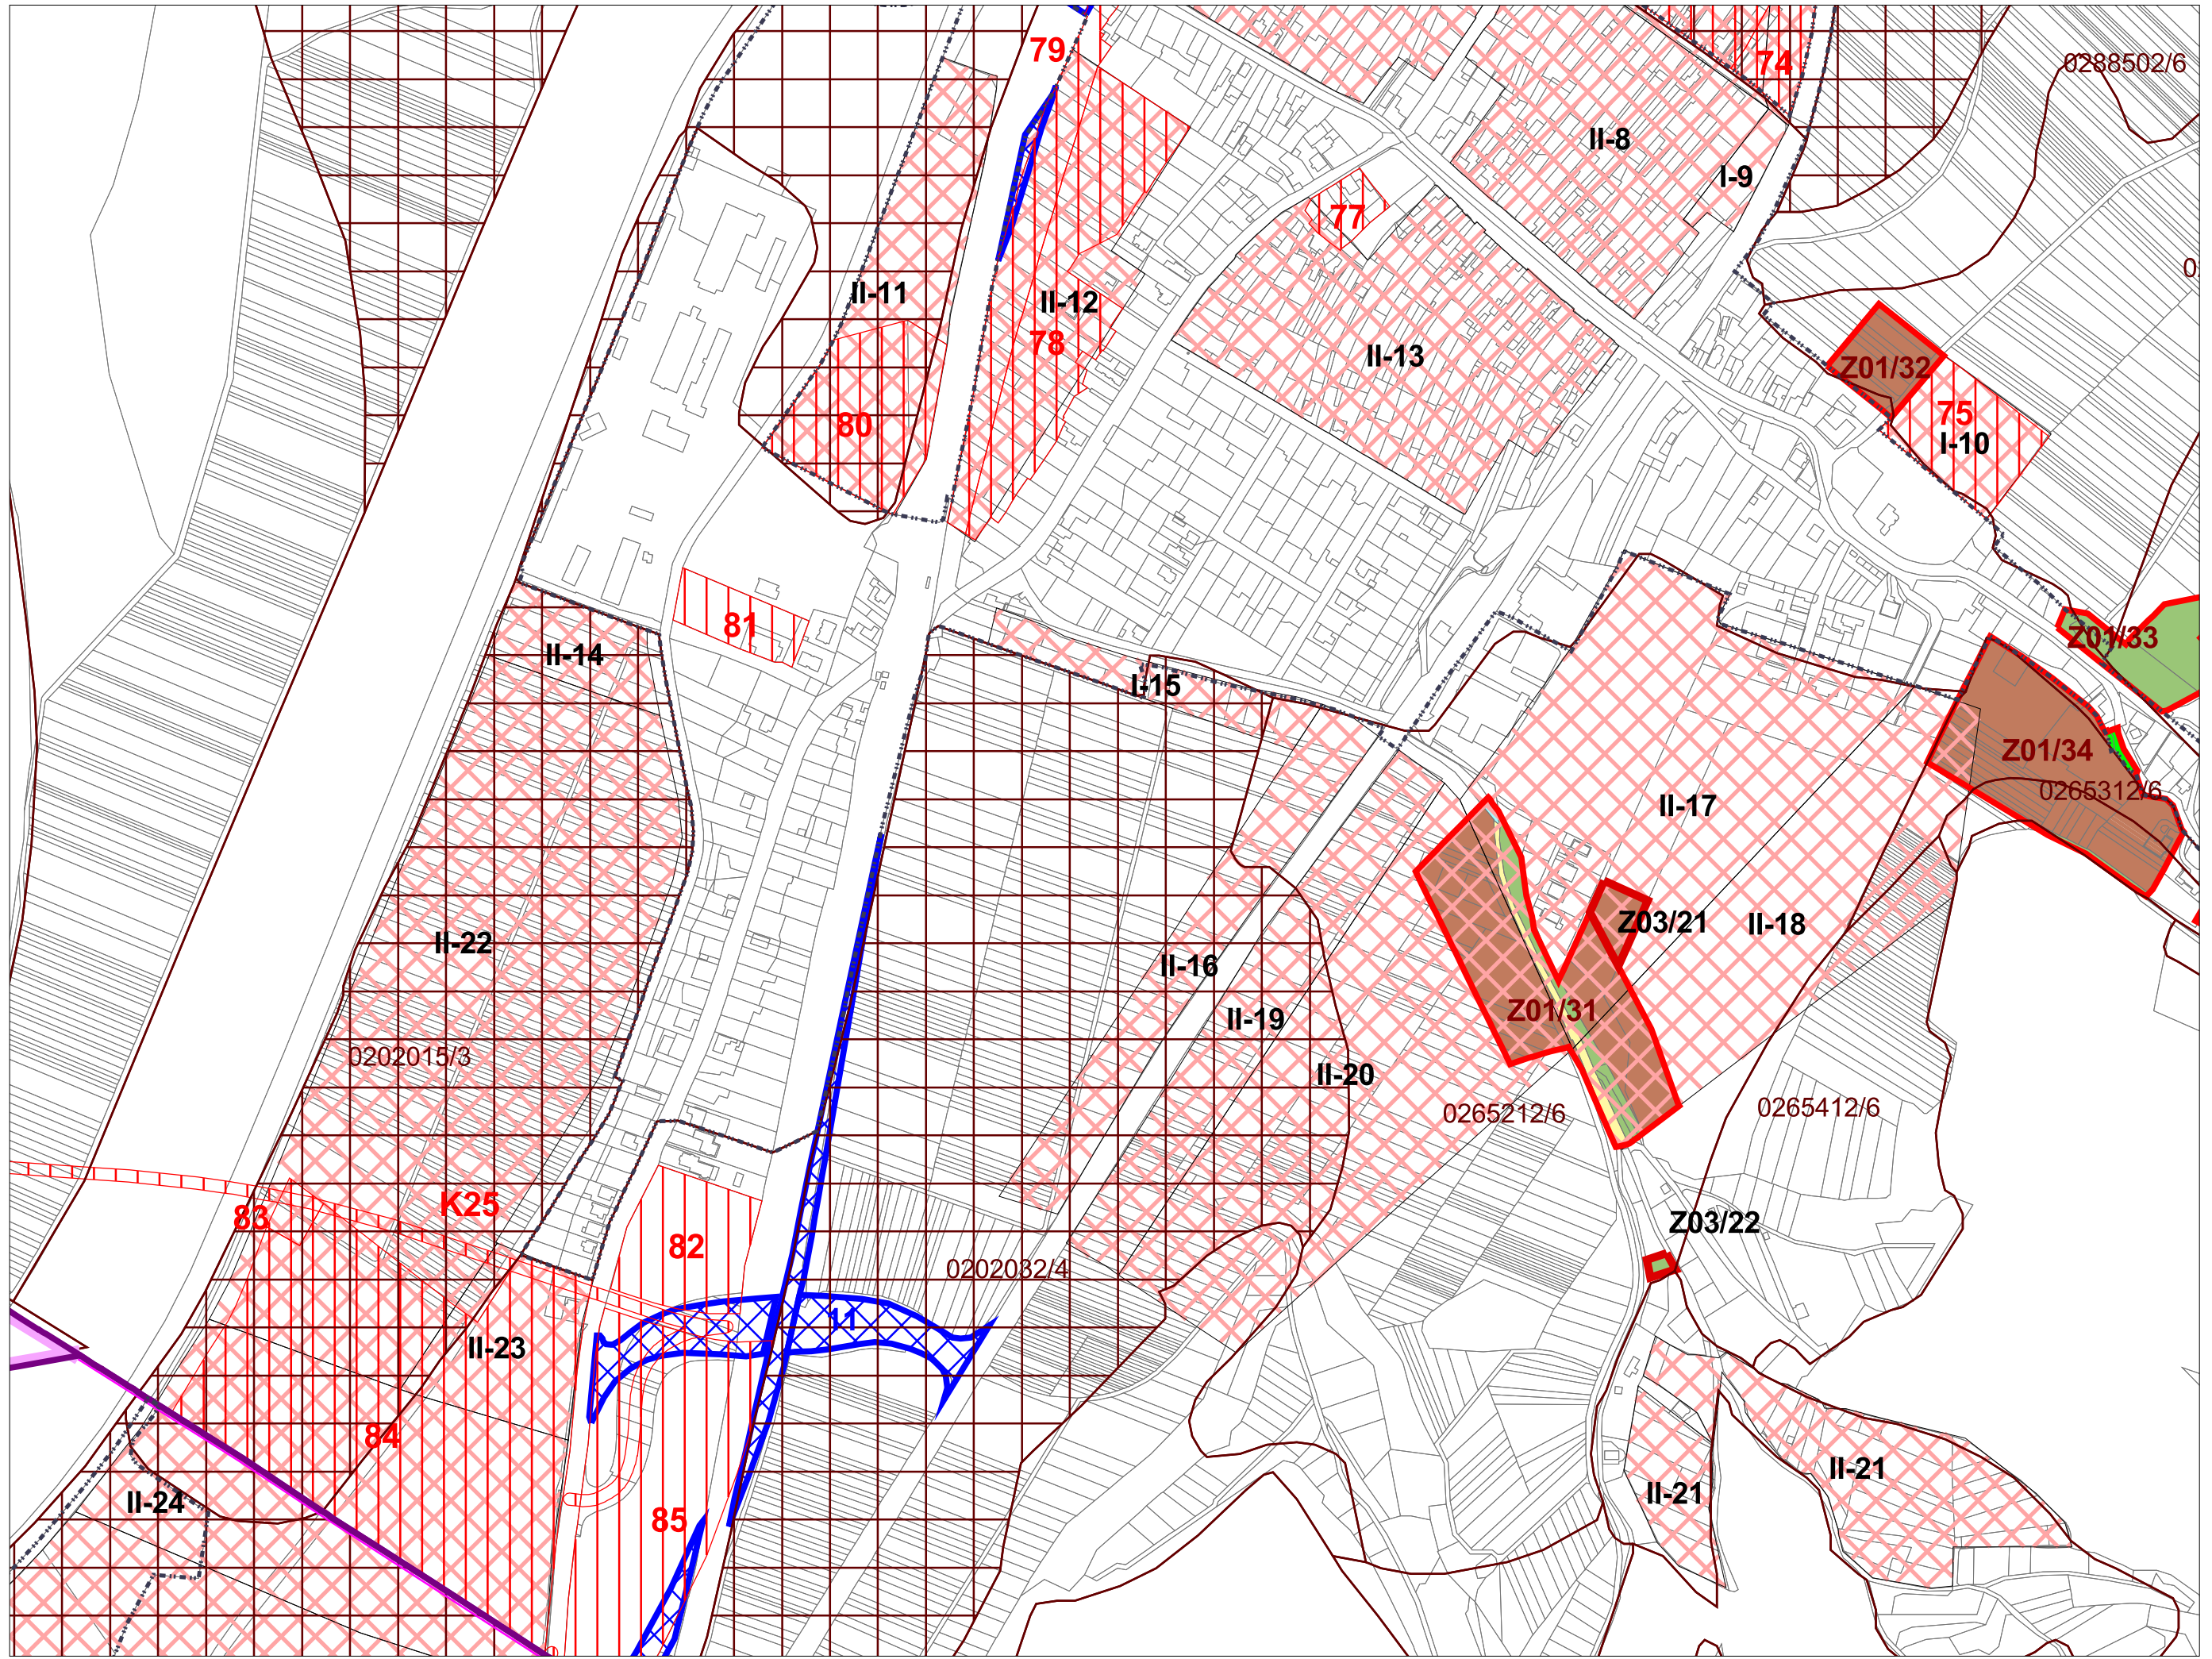 79
74
0288502/6
II-8
I-9
77
II-11
II-12
78
II-13
Z01/32
75
I-10
80
81
II-14
I-15
Z01/33
Z01/34
0265312/6
II-17
II-22
II-16
Z03/21
II-18
II-19
Z01/31
0202015/3
II-20
0265212/6
0265412/6
83
K25
82
Z03/22
0202032/4
11
II-23
84
II-24
85
II-21
II-21